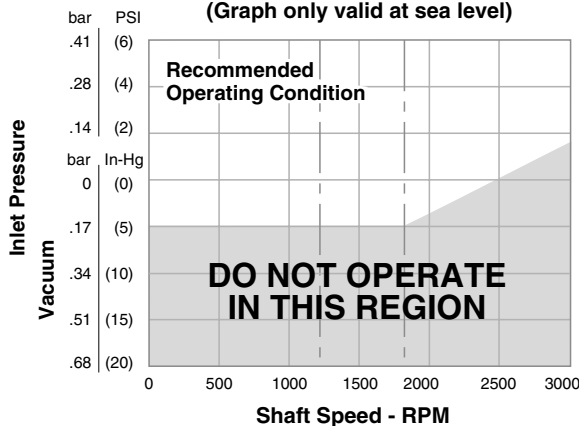 (Graph only valid at sea level)
bar PSI
.41 (6)
.28 (4)
.14 (2)
bar In-Hg
0 (0)
.17 (5)
.34 (10)
.51 (15)
.68 (20)
Inlet Pressure
Vacuum
Recommended
Operating Condition
DO NOT OPERATE
IN THIS REGION
0 500 1000 1500 2000 2500 3000
Shaft Speed - RPM